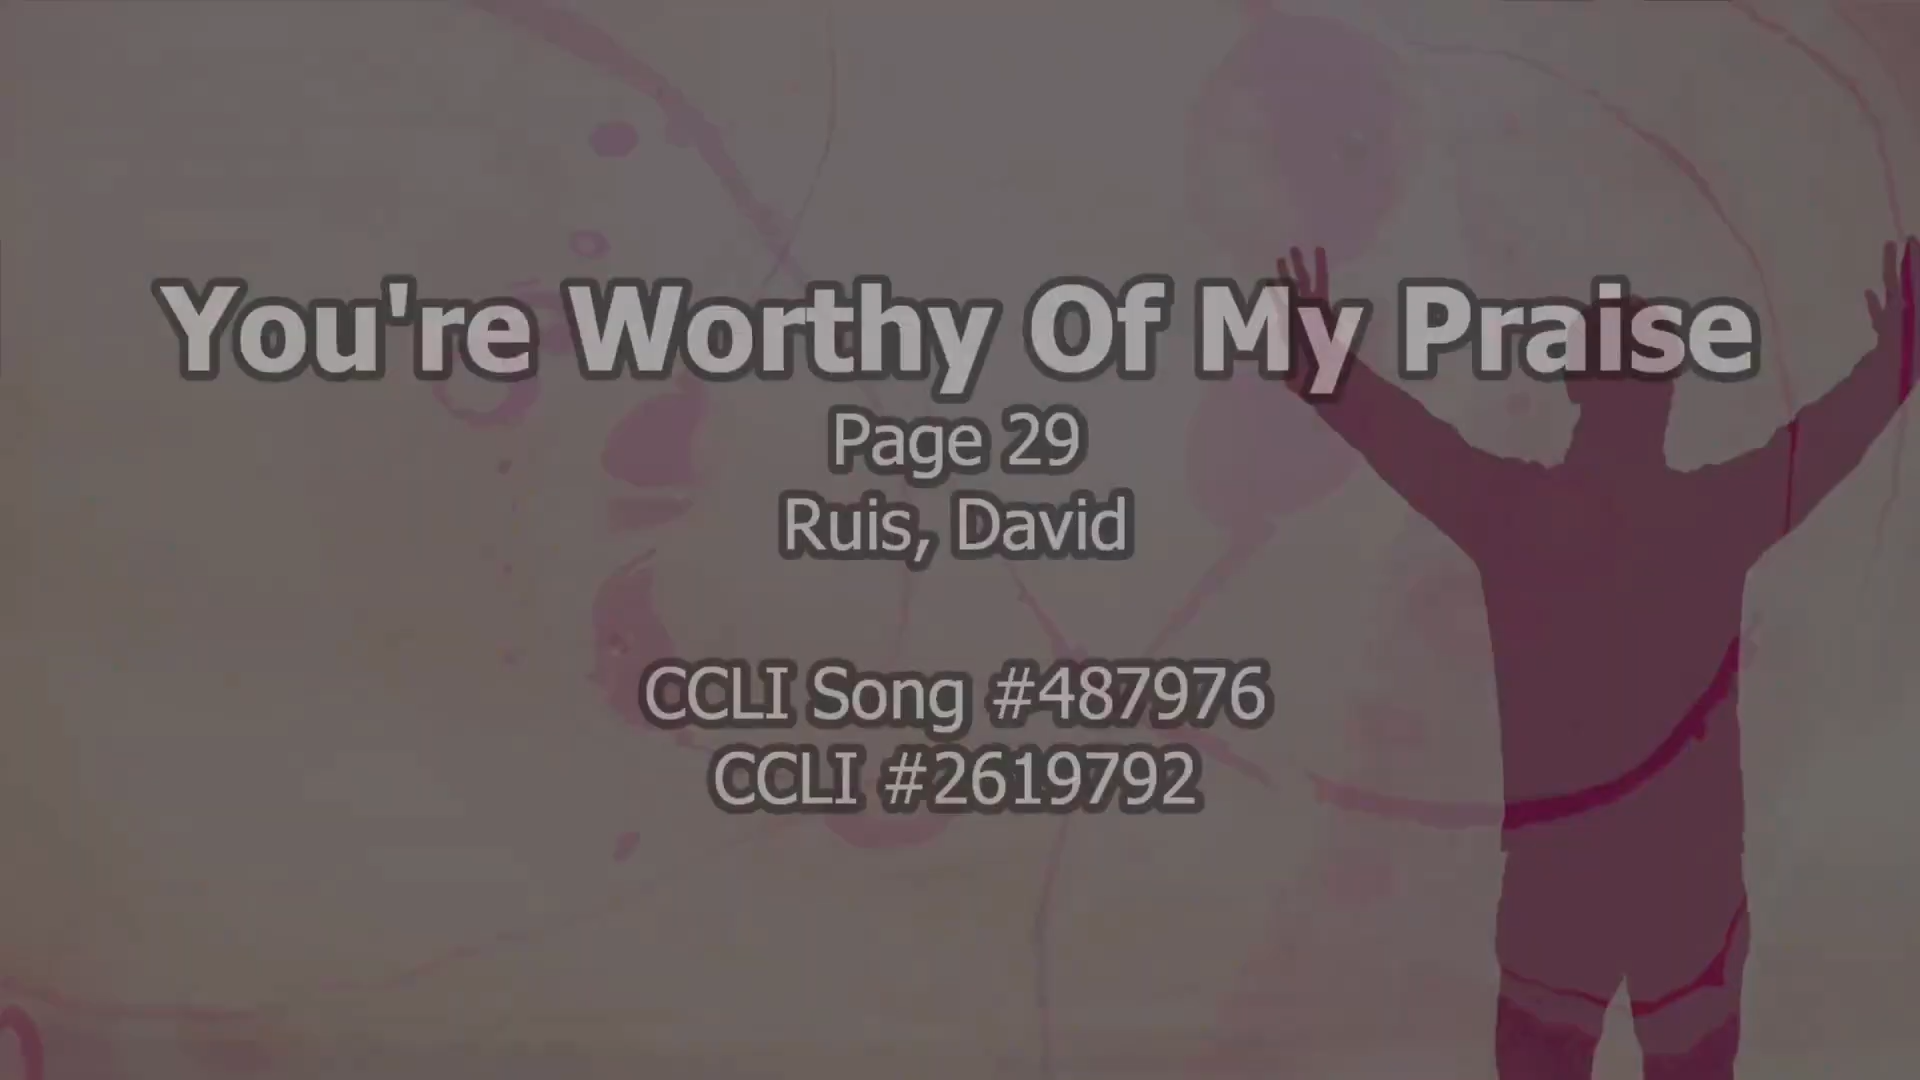 You're Worthy Of My Praise
Page 29
Ruis, David
CCLI Song #487976
CCLI #2619792